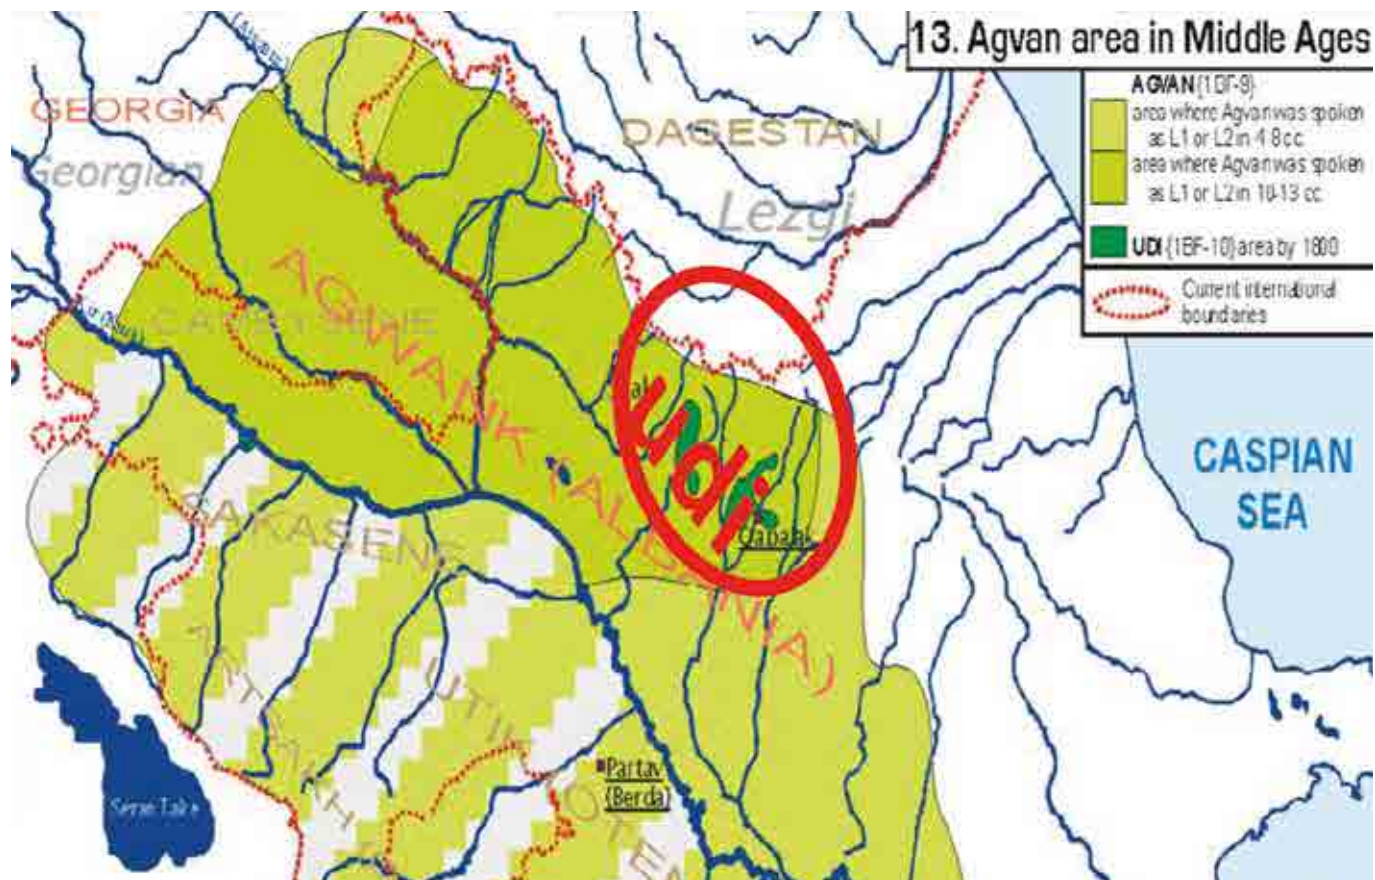 13. Agvan area in Middle Ages
AGVAN {1BF-9}
area where Agvan was spoken
as L1 or L2 in 4-8 cc
area where Agvan was spoken
as L1 or L2 in 10-13 cc
UDI {1BF-10} area by 1800
Current international
boundaries
GEORGIA
Georgian
DAGESTAN
Lezgi
AGWANK (ALBANIA)
CAMBYSENE
Udi
Qabala
CASPIAN
SEA
SAKASENE
ARTSAKH
UTIK
OTEN
Partav
(Berda)